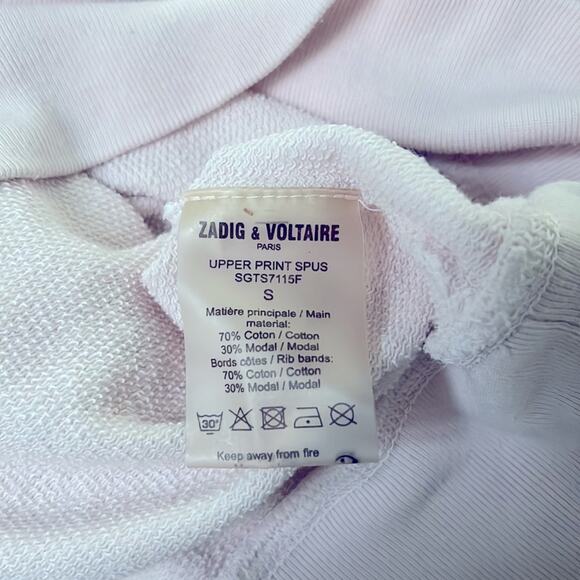 ZADIG & VOLTAIRE
PARIS
UPPER PRINT SPUS
SGTS7115F
S
Matière principale / Main
material:
70% Coton / Cotton
30% Modal / Modal
Bords côtes / Rib bands:
70% Coton / Cotton
30% Modal / Modal
30°
Keep away from fire